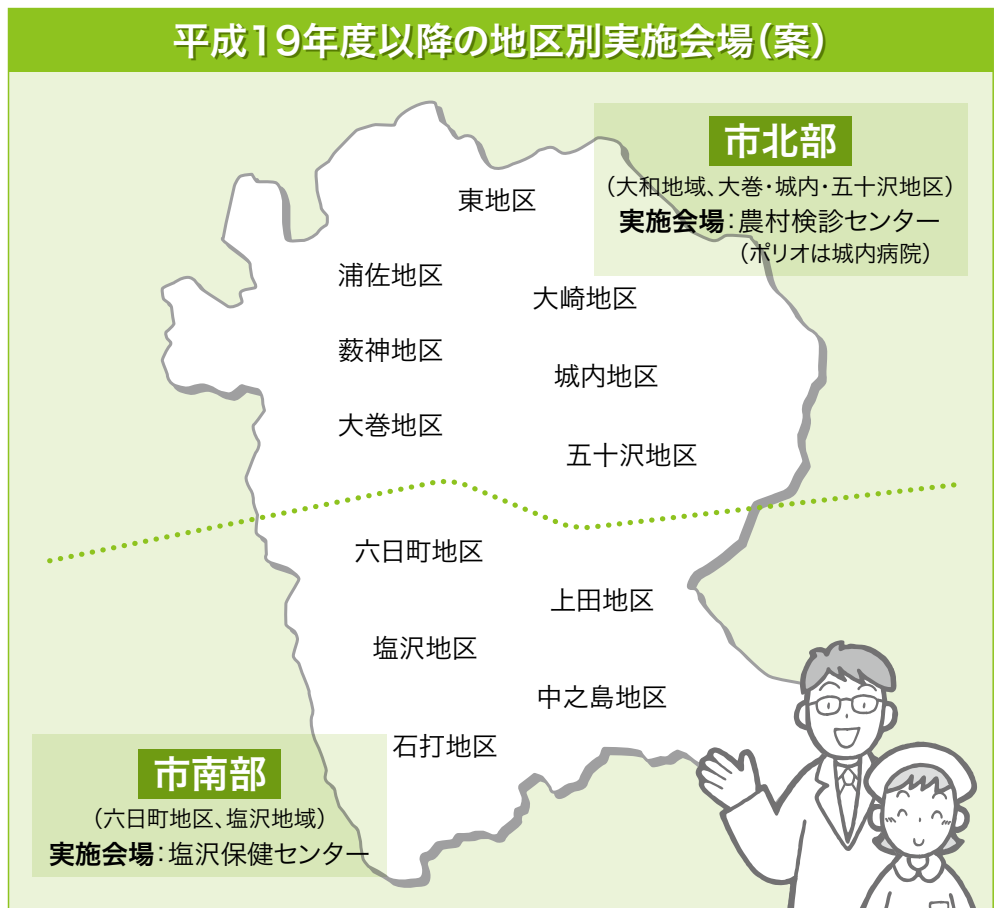 平成19年度以降の地区別実施会場（案）
市北部
（大和地域、大巻・城内・五十沢地区）
実施会場：農村検診センター
（ポリオは城内病院）
東地区
浦佐地区
大崎地区
薮神地区
城内地区
大巻地区
五十沢地区
六日町地区
上田地区
塩沢地区
中之島地区
石打地区
市南部
（六日町地区、塩沢地域）
実施会場：塩沢保健センター